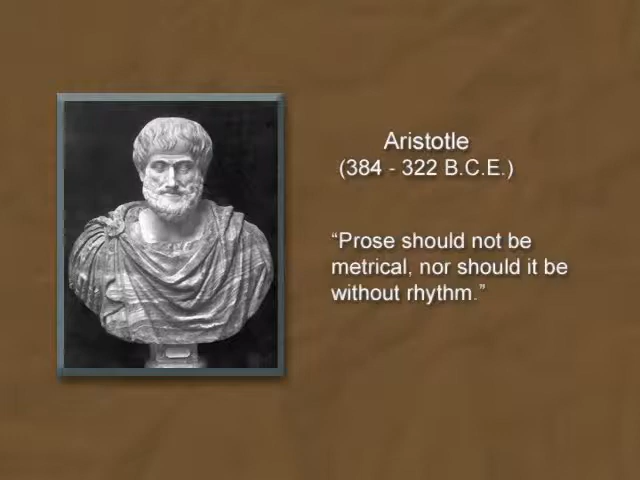 Aristotle
(384 - 322 B.C.E.)
“Prose should not be
metrical, nor should it be
without rhythm.”